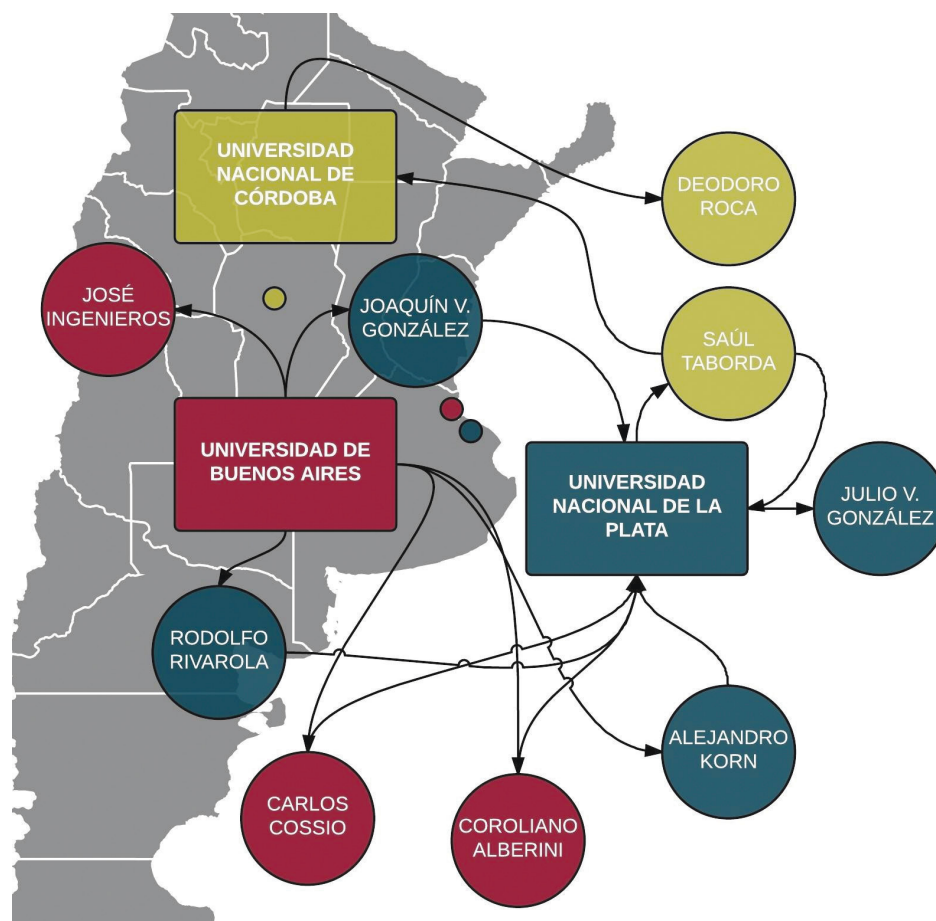 UNIVERSIDAD
NACIONAL DE
CÓRDOBA
DEODORO
ROCA
JOSÉ
INGENIEROS
JOAQUÍN V.
GONZÁLEZ
SAÚL
TABORDA
UNIVERSIDAD DE
BUENOS AIRES
UNIVERSIDAD
NACIONAL DE LA
PLATA
JULIO V.
GONZÁLEZ
RODOLFO
RIVAROLA
ALEJANDRO
KORN
CARLOS
COSSIO
COROLIANO
ALBERINI